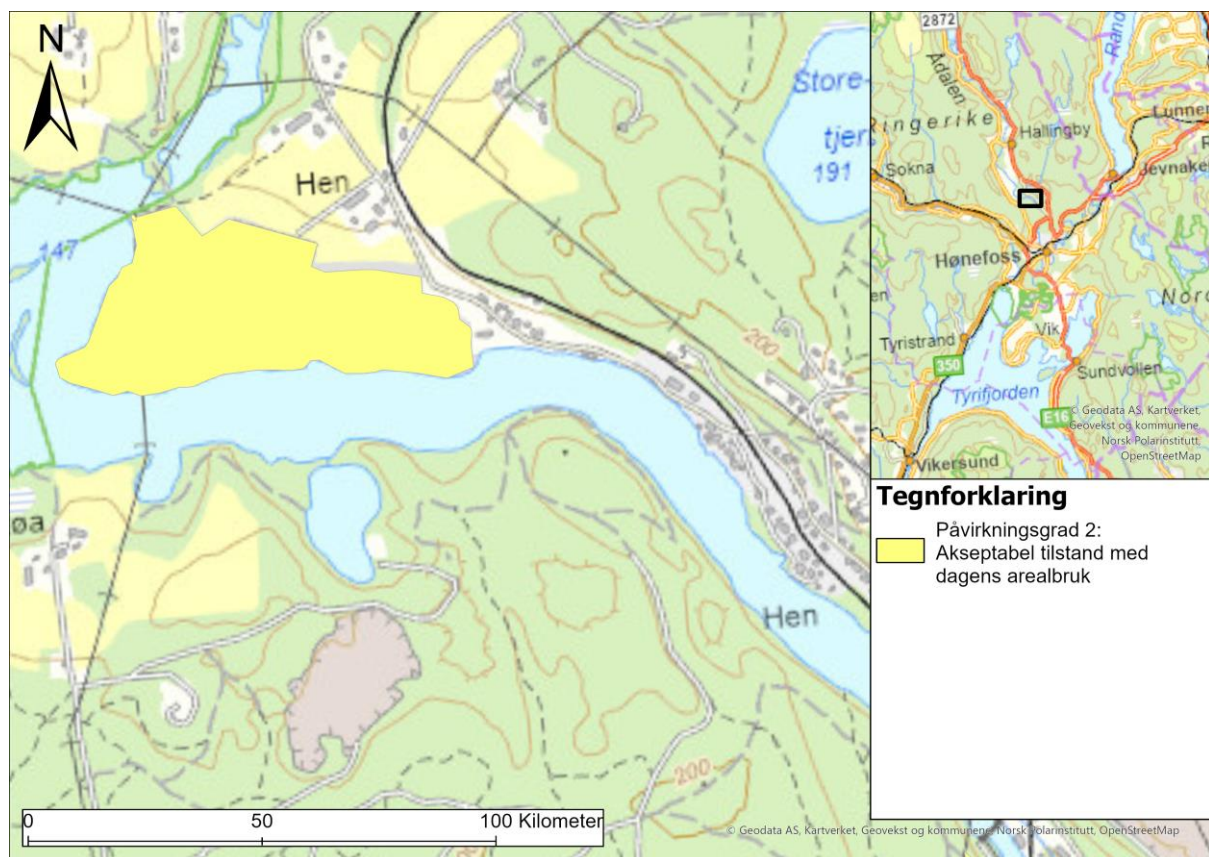 N
Hen
Store-
tjern
191
147
200
øa
Hen
200
0 50 100 Kilometer
© Geodata AS, Kartverket, Geovekst og kommunene, Norsk Polarinstitutt, OpenStreetMap
2872
Ådalen
Ringerike
Hallingby
Lunner
Sokna
Jevnaker
Hønefoss
Tyristrand
Vik
350
Sundvollen
Tyrifjorden
E16
© Geodata AS, Kartverket,
Geovekst og kommunene,
Norsk Polarinstitutt,
OpenStreetMap
Vikersund
Tegnforklaring
Påvirkningsgrad 2:
Akseptabel tilstand med
dagens arealbruk